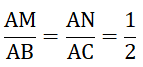 AM/AB = AN/AC = 1/2